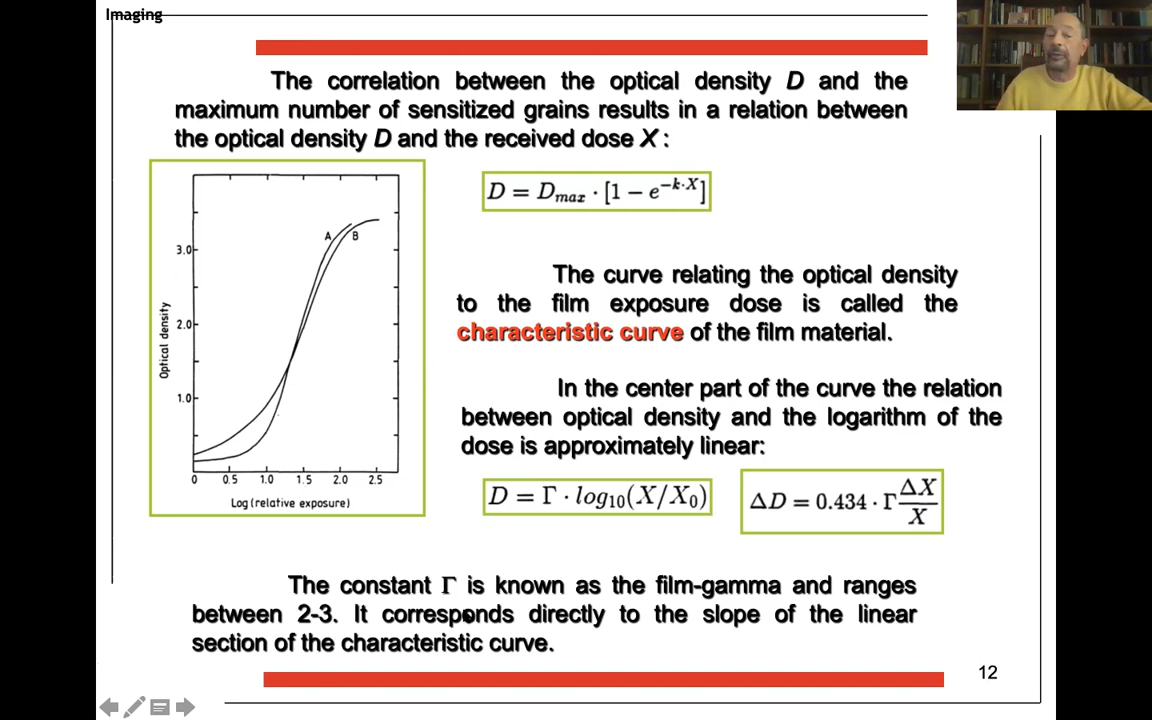 Imaging
The correlation between the optical density D and the
maximum number of sensitized grains results in a relation between
the optical density D and the received dose X :
D = Dmax · [1 − e^−k·X]
3.0
2.0
1.0
A B
Optical density
0 0.5 1.0 1.5 2.0 2.5
Log (relative exposure)
The curve relating the optical density
to the film exposure dose is called the
characteristic curve of the film material.
In the center part of the curve the relation
between optical density and the logarithm of the
dose is approximately linear:
D = Γ · log10(X/X0)
ΔD = 0.434 · Γ ΔX/X
The constant Γ is known as the film-gamma and ranges
between 2-3. It corresponds directly to the slope of the linear
section of the characteristic curve.
12